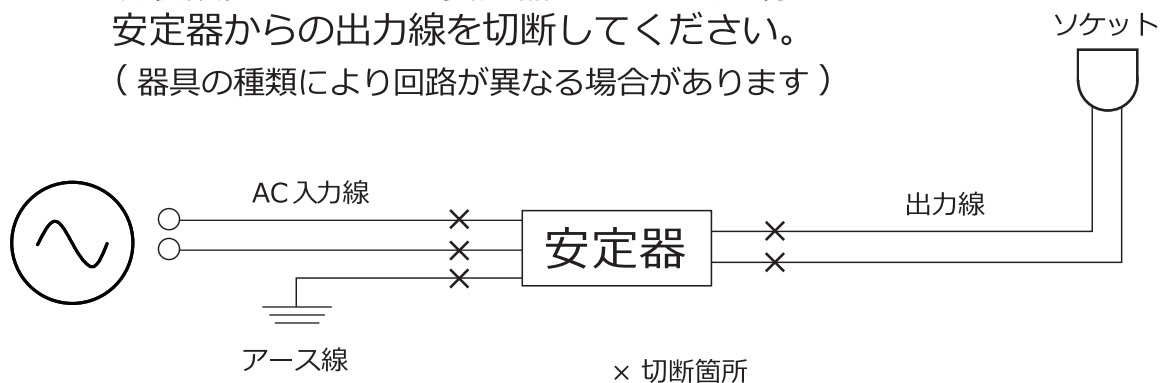 安定器からの出力線を切断してください。
( 器具の種類により回路が異なる場合があります )
ソケット
AC入力線
出力線
安定器
アース線
× 切断箇所